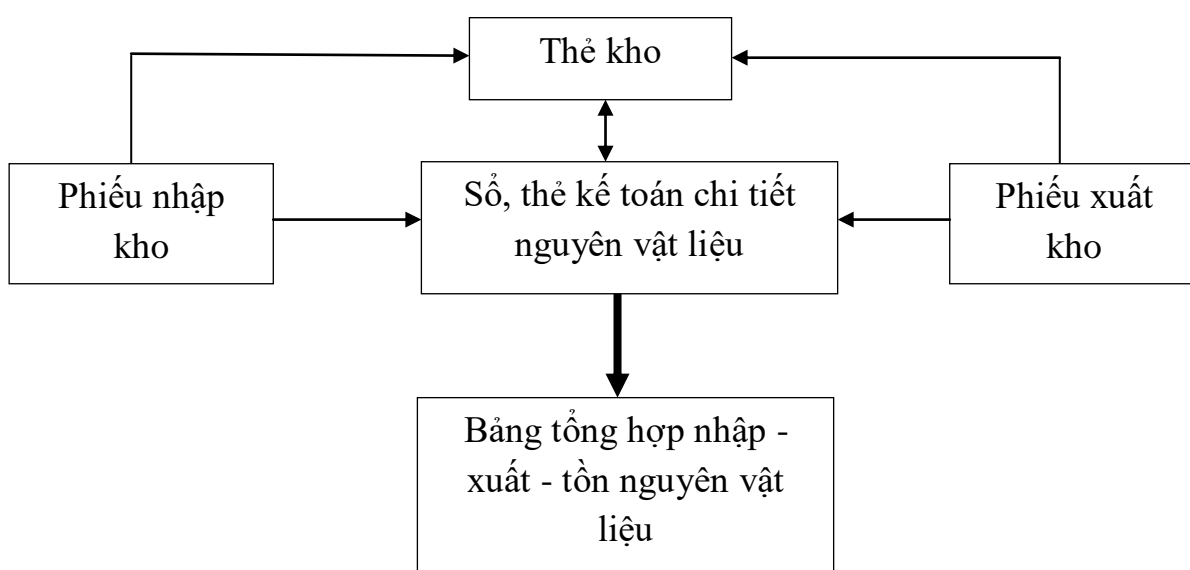 Thẻ kho
Phiếu nhập
kho
Sổ, thẻ kế toán chi tiết
nguyên vật liệu
Phiếu xuất
kho
Bảng tổng hợp nhập -
xuất - tồn nguyên vật
liệu